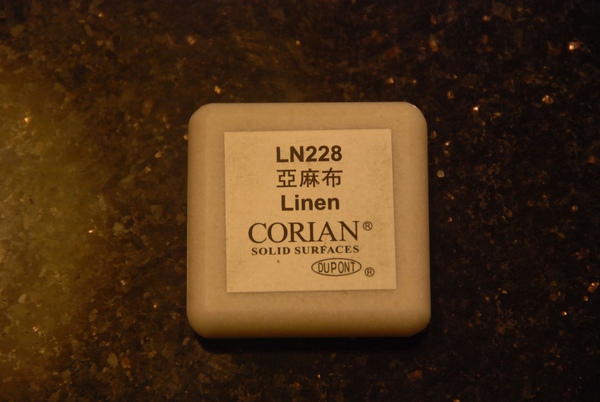 LN228
亞麻布
Linen
CORIAN®
SOLID SURFACES
DUPONT ®